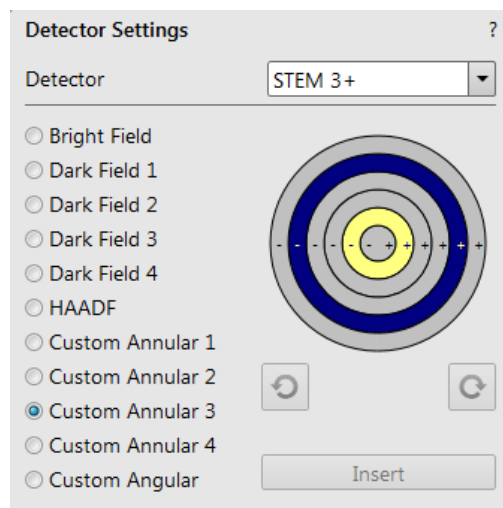 Detector Settings ?
Detector STEM 3+
Bright Field
Dark Field 1
Dark Field 2
Dark Field 3
Dark Field 4
HAADF
Custom Annular 1
Custom Annular 2
Custom Annular 3
Custom Annular 4
Custom Angular
- - - - - - + + + + + +
Insert